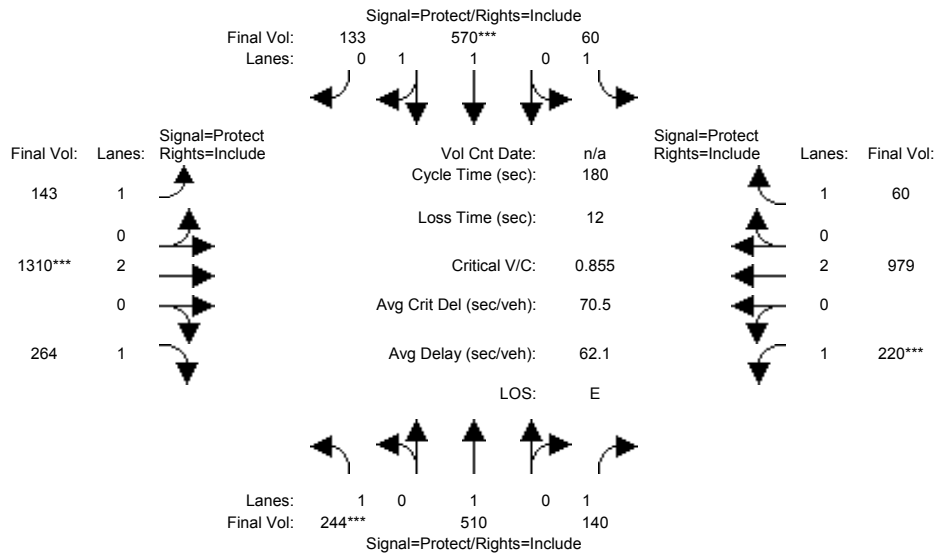 Signal=Protect/Rights=Include
Final Vol: 133 570*** 60
Lanes: 0 1 1 0 1
Signal=Protect
Final Vol: Lanes: Rights=Include
Vol Cnt Date: n/a
Signal=Protect
Rights=Include Lanes: Final Vol:
Cycle Time (sec): 180
143 1
1 60
Loss Time (sec): 12
0
0
1310*** 2
Critical V/C: 0.855
2 979
0
Avg Crit Del (sec/veh): 70.5
0
264 1
Avg Delay (sec/veh): 62.1
1 220***
LOS: E
Lanes: 1 0 1 0 1
Final Vol: 244*** 510 140
Signal=Protect/Rights=Include